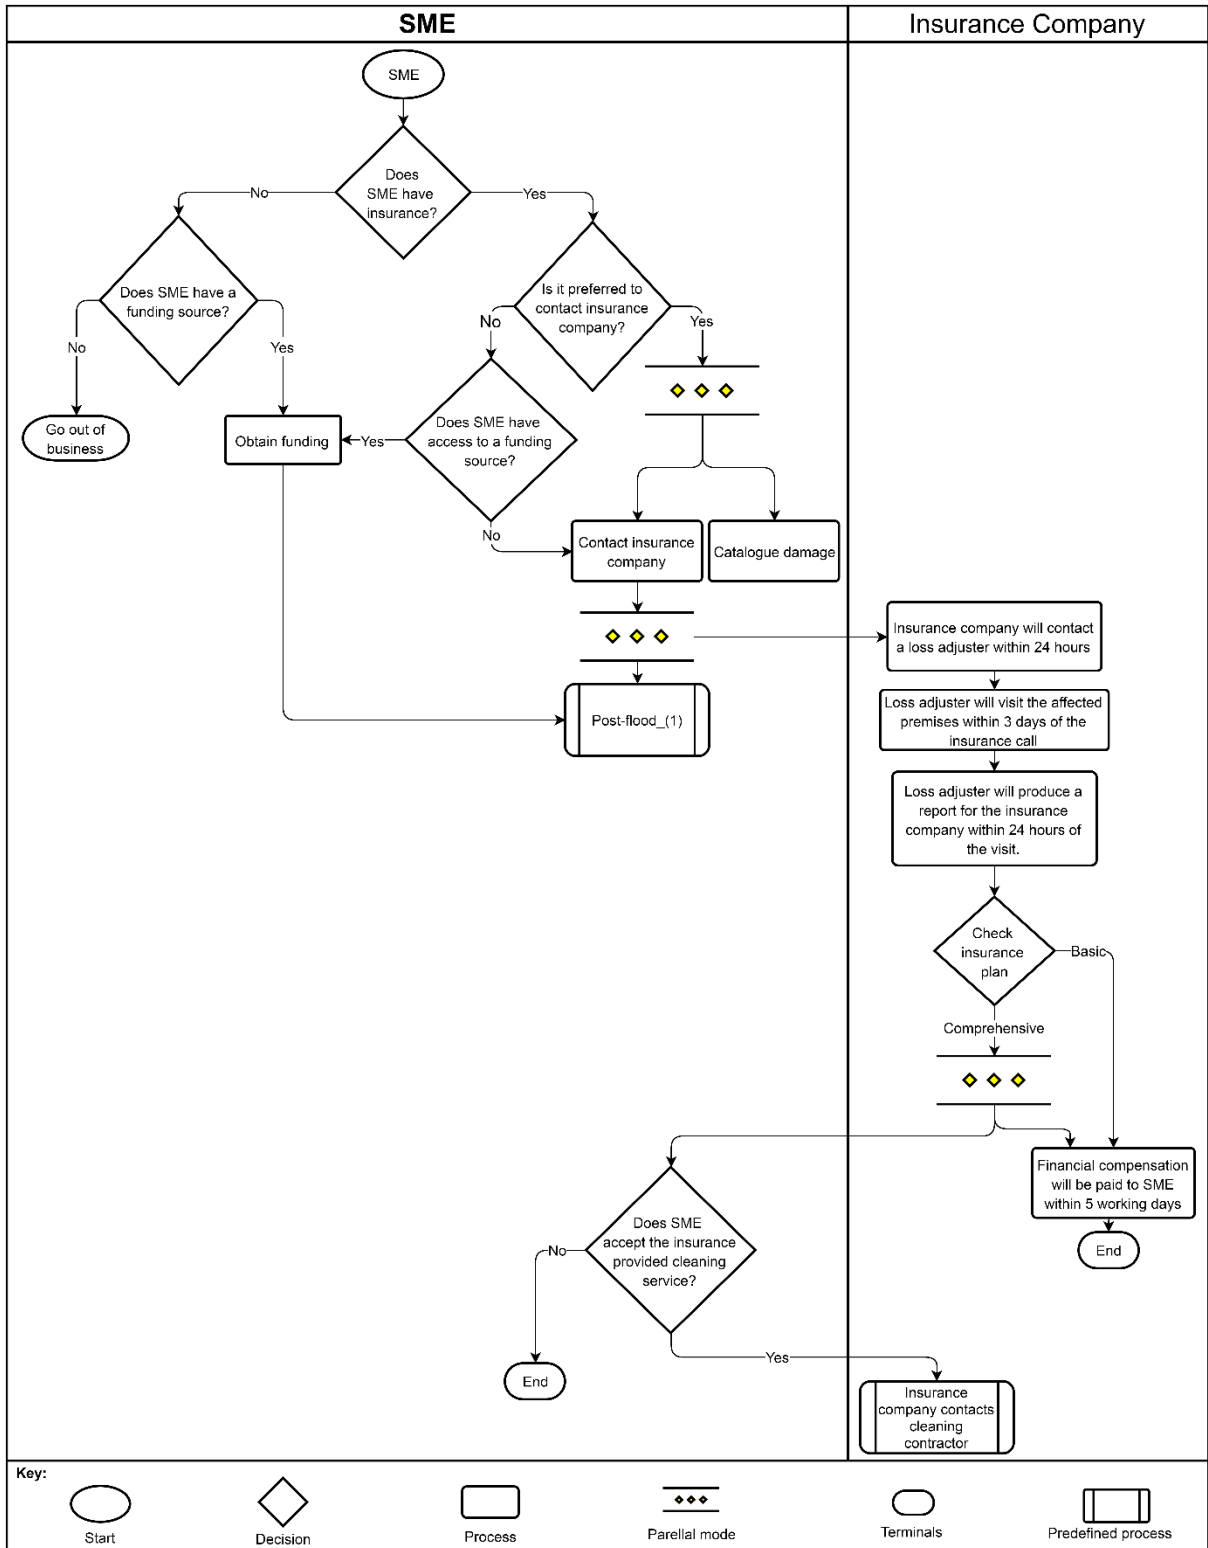 SME
Insurance Company
SME
Does
SME have
insurance?
No
Yes
Does SME have a
funding source?
Is it preferred to
contact insurance
company?
No
Yes
No
Yes
Go out of
business
Obtain funding
Yes
Does SME have
access to a funding
source?
No
Contact insurance
company
Catalogue damage
Post-flood_(1)
Insurance company will contact
a loss adjuster within 24 hours
Loss adjuster will visit the affected
premises within 3 days of the
insurance call
Loss adjuster will produce a
report for the insurance
company within 24 hours of
the visit.
Check
insurance
plan
Basic
Comprehensive
Financial compensation
will be paid to SME
within 5 working days
End
Does SME
accept the insurance
provided cleaning
service?
No
End
Yes
Insurance
company contacts
cleaning
contractor
Key:
Start
Decision
Process
Parellal mode
Terminals
Predefined process